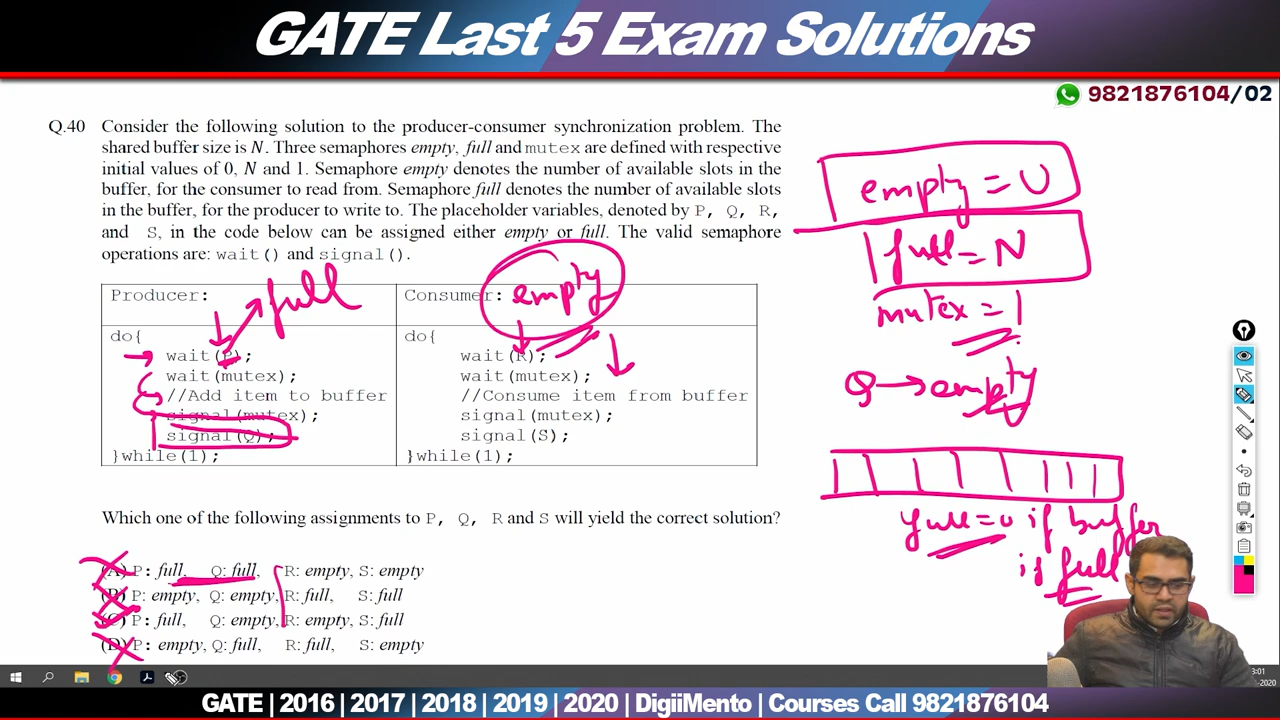 GATE Last 5 Exam Solutions
9821876104/02
Q.40 Consider the following solution to the producer-consumer synchronization problem. The
shared buffer size is N. Three semaphores empty, full and mutex are defined with respective
initial values of 0, N and 1. Semaphore empty denotes the number of available slots in the
buffer, for the consumer to read from. Semaphore full denotes the number of available slots
in the buffer, for the producer to write to. The placeholder variables, denoted by P, Q, R,
and S, in the code below can be assigned either empty or full. The valid semaphore
operations are: wait() and signal().
empty = 0
full = N
mutex = 1
Q → empty
full
empty
Producer:
do{
wait(P);
wait(mutex);
//Add item to buffer
signal(mutex);
signal(Q);
}while(1);
Consumer:
do{
wait(R);
wait(mutex);
//Consume item from buffer
signal(mutex);
signal(S);
}while(1);
full = 0 if buffer
is full
Which one of the following assignments to P, Q, R and S will yield the correct solution?
(A) P: full, Q: full, R: empty, S: empty
(B) P: empty, Q: empty, R: full, S: full
(C) P: full, Q: empty, R: empty, S: full
(D) P: empty, Q: full, R: full, S: empty
GATE | 2016 | 2017 | 2018 | 2019 | 2020 | DigiiMento | Courses Call 9821876104